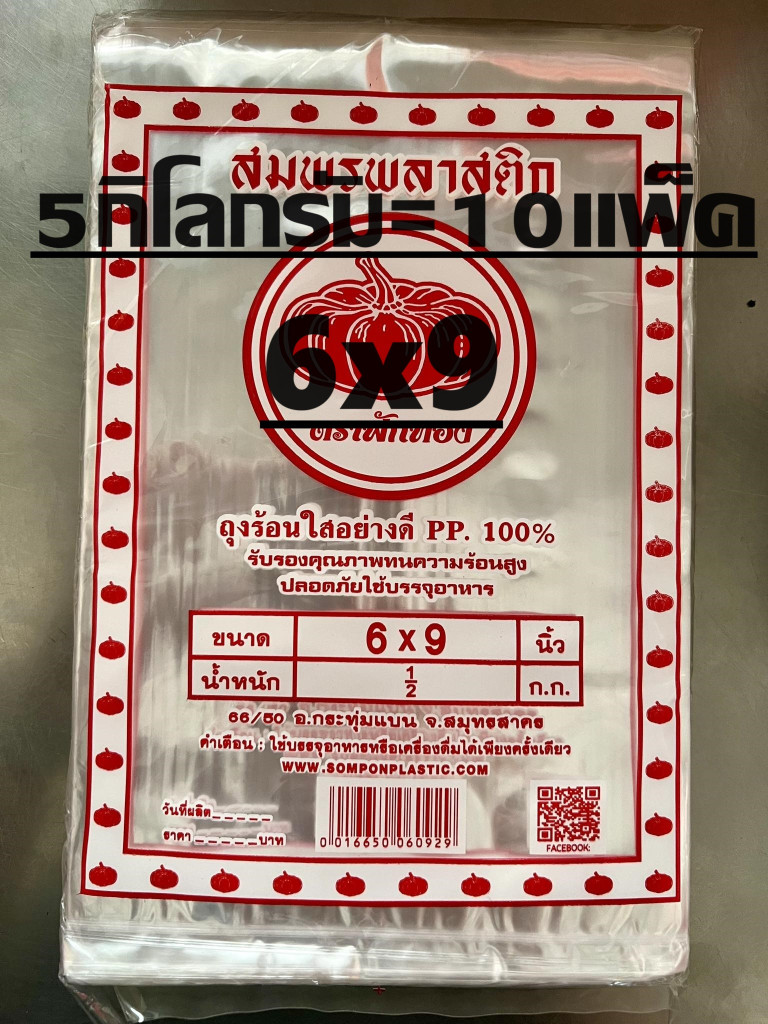 สมพรพลาสติก
5กิโลกรัม=10แพ็ค
6x9
ตราฟักทอง
ถุงร้อนใสอย่างดี PP. 100%
รับรองคุณภาพทนความร้อนสูง
ปลอดภัยใช้บรรจุอาหาร
ขนาด 6 x 9 นิ้ว
น้ำหนัก 1/2 ก.ก.
66/50 อ.กระทุ่มแบน จ.สมุทรสาคร
คำเตือน : ใช้บรรจุอาหารหรือเครื่องดื่มได้เพียงครั้งเดียว
WWW.SOMPONPLASTIC.COM
วันที่ผลิต_ _ _ _ _
ราคา _ _ _ _ _บาท
0 016650 060929
FACEBOOK: